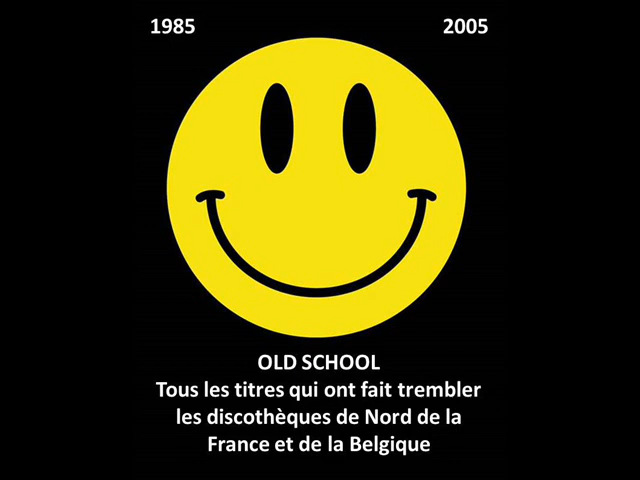 1985 2005
OLD SCHOOL
Tous les titres qui ont fait trembler
les discothèques de Nord de la
France et de la Belgique